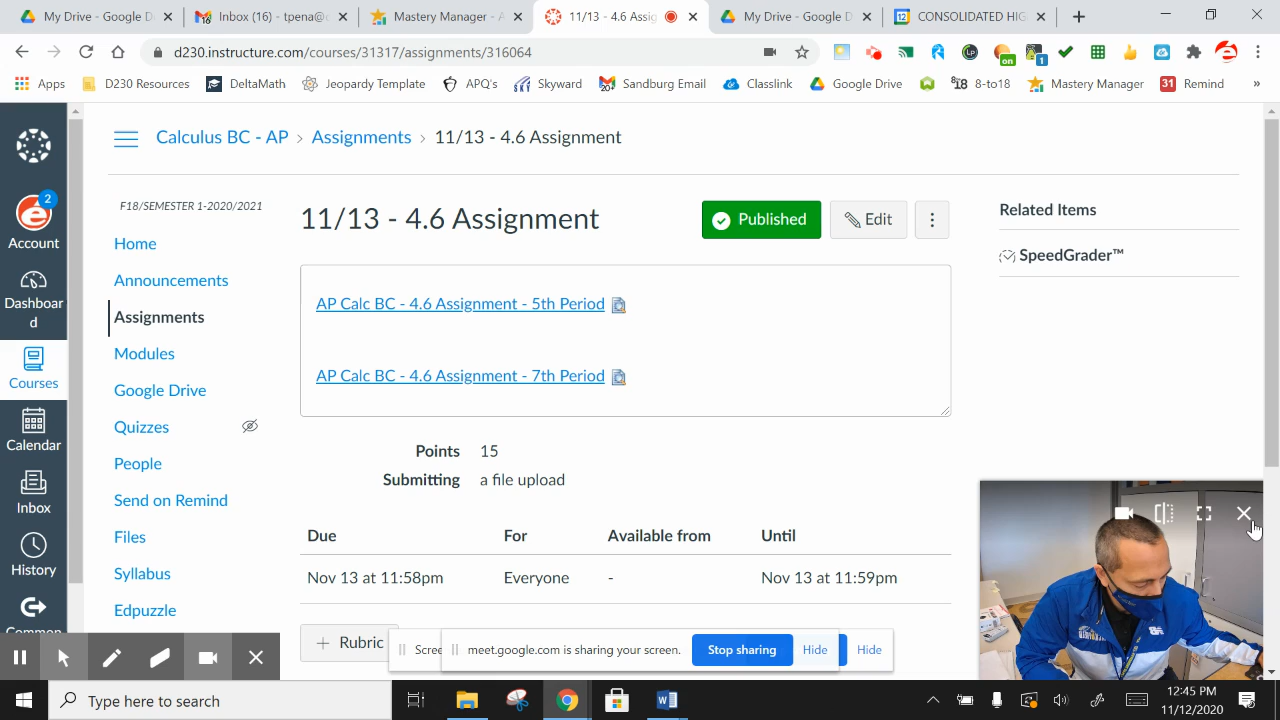 My Drive - Google D
Inbox (16) - tpena@u
Mastery Manager - A
11/13 - 4.6 Assig
My Drive - Google D
CONSOLIDATED HIG
d230.instructure.com/courses/31317/assignments/316064
on
1
Apps
D230 Resources
DeltaMath
Jeopardy Template
APQ's
Skyward
Sandburg Email
Classlink
Google Drive
8-to18
Mastery Manager
31
Remind
»
Calculus BC - AP > Assignments > 11/13 - 4.6 Assignment
2
Account
Dashboar
d
Courses
Calendar
Inbox
History
Common
F18/SEMESTER 1-2020/2021
Home
Announcements
Assignments
Modules
Google Drive
Quizzes
People
Send on Remind
Files
Syllabus
Edpuzzle
11/13 - 4.6 Assignment
Published
Edit
AP Calc BC - 4.6 Assignment - 5th Period
AP Calc BC - 4.6 Assignment - 7th Period
Points 15
Submitting a file upload
Due For Available from Until
Nov 13 at 11:58pm Everyone - Nov 13 at 11:59pm
+ Rubric
Related Items
SpeedGrader™
Scree
meet.google.com is sharing your screen.
Stop sharing
Hide
Hide
Type here to search
12:45 PM
11/12/2020